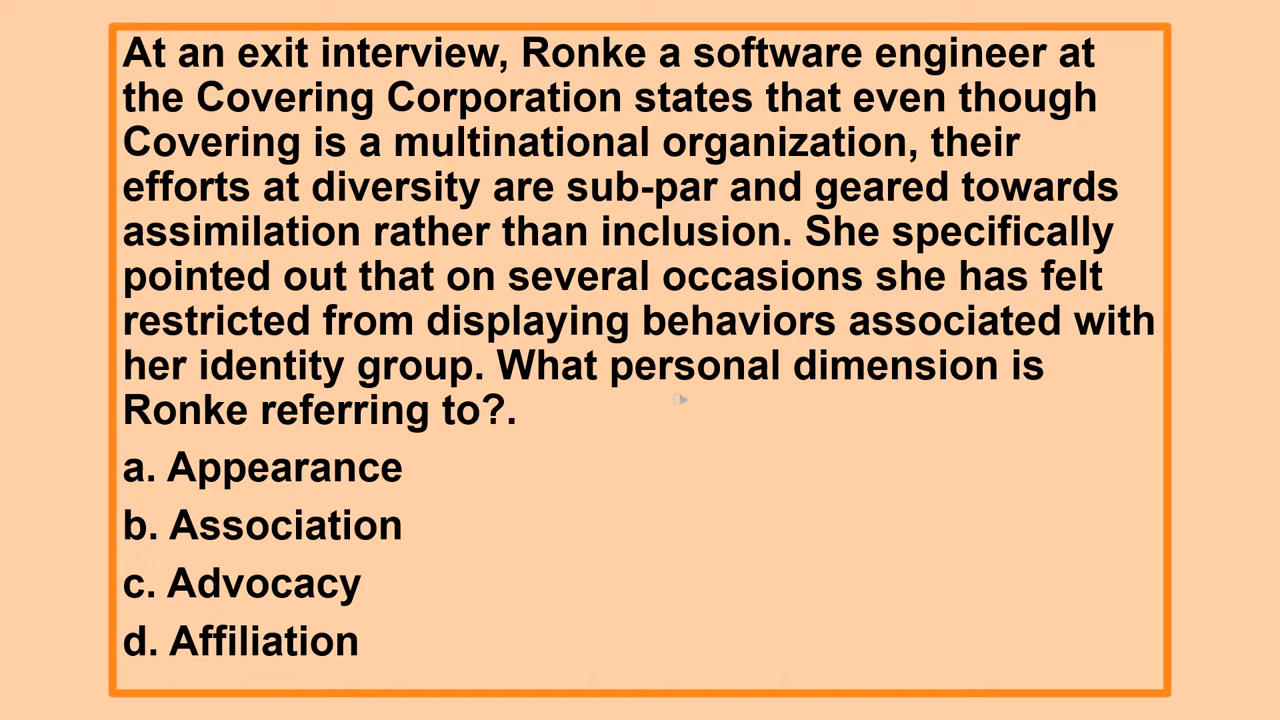 At an exit interview, Ronke a software engineer at
the Covering Corporation states that even though
Covering is a multinational organization, their
efforts at diversity are sub-par and geared towards
assimilation rather than inclusion. She specifically
pointed out that on several occasions she has felt
restricted from displaying behaviors associated with
her identity group. What personal dimension is
Ronke referring to?.
a. Appearance
b. Association
c. Advocacy
d. Affiliation